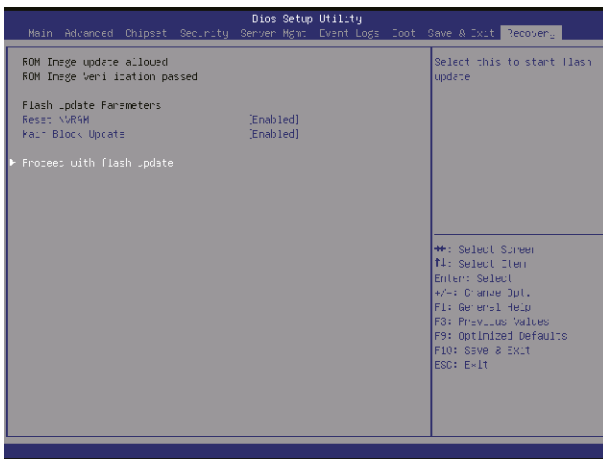 Bios Setup Utility
Main Advanced Chipset Security Server Mgmt Event Logs Boot Save & Exit Recovery
ROM Image update allowed
ROM Image Verification passed
Flash Update Parameters
Reset NVRAM [Enabled]
Main Block Update [Enabled]
Proceed with flash update
Select this to start flash
update
: Select Screen
↑↓: Select Item
Enter: Select
+/-: Change Opt.
F1: General Help
F3: Previous Values
F9: Optimized Defaults
F10: Save & Exit
ESC: Exit